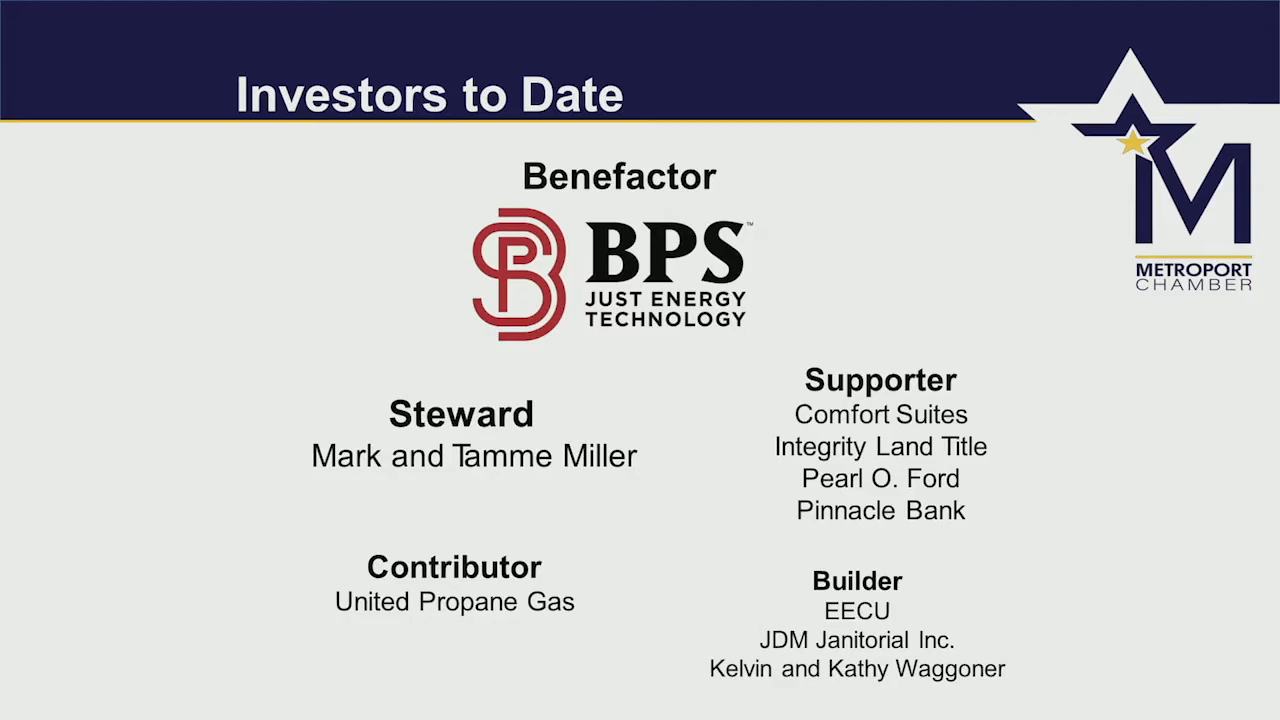 Investors to Date
M
METROPORT
CHAMBER
Benefactor
BPS™
JUST ENERGY
TECHNOLOGY
Steward
Mark and Tamme Miller
Supporter
Comfort Suites
Integrity Land Title
Pearl O. Ford
Pinnacle Bank
Contributor
United Propane Gas
Builder
EECU
JDM Janitorial Inc.
Kelvin and Kathy Waggoner